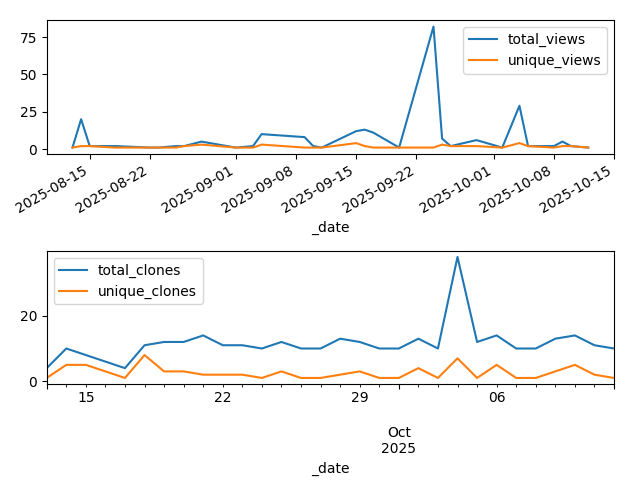 75
50
25
0
total_views
unique_views
2025-08-15
2025-08-22
2025-09-01
2025-09-08
2025-09-15
2025-09-22
2025-10-01
2025-10-08
2025-10-15
_date
total_clones
unique_clones
20
0
15
22
29
06
Oct
2025
_date